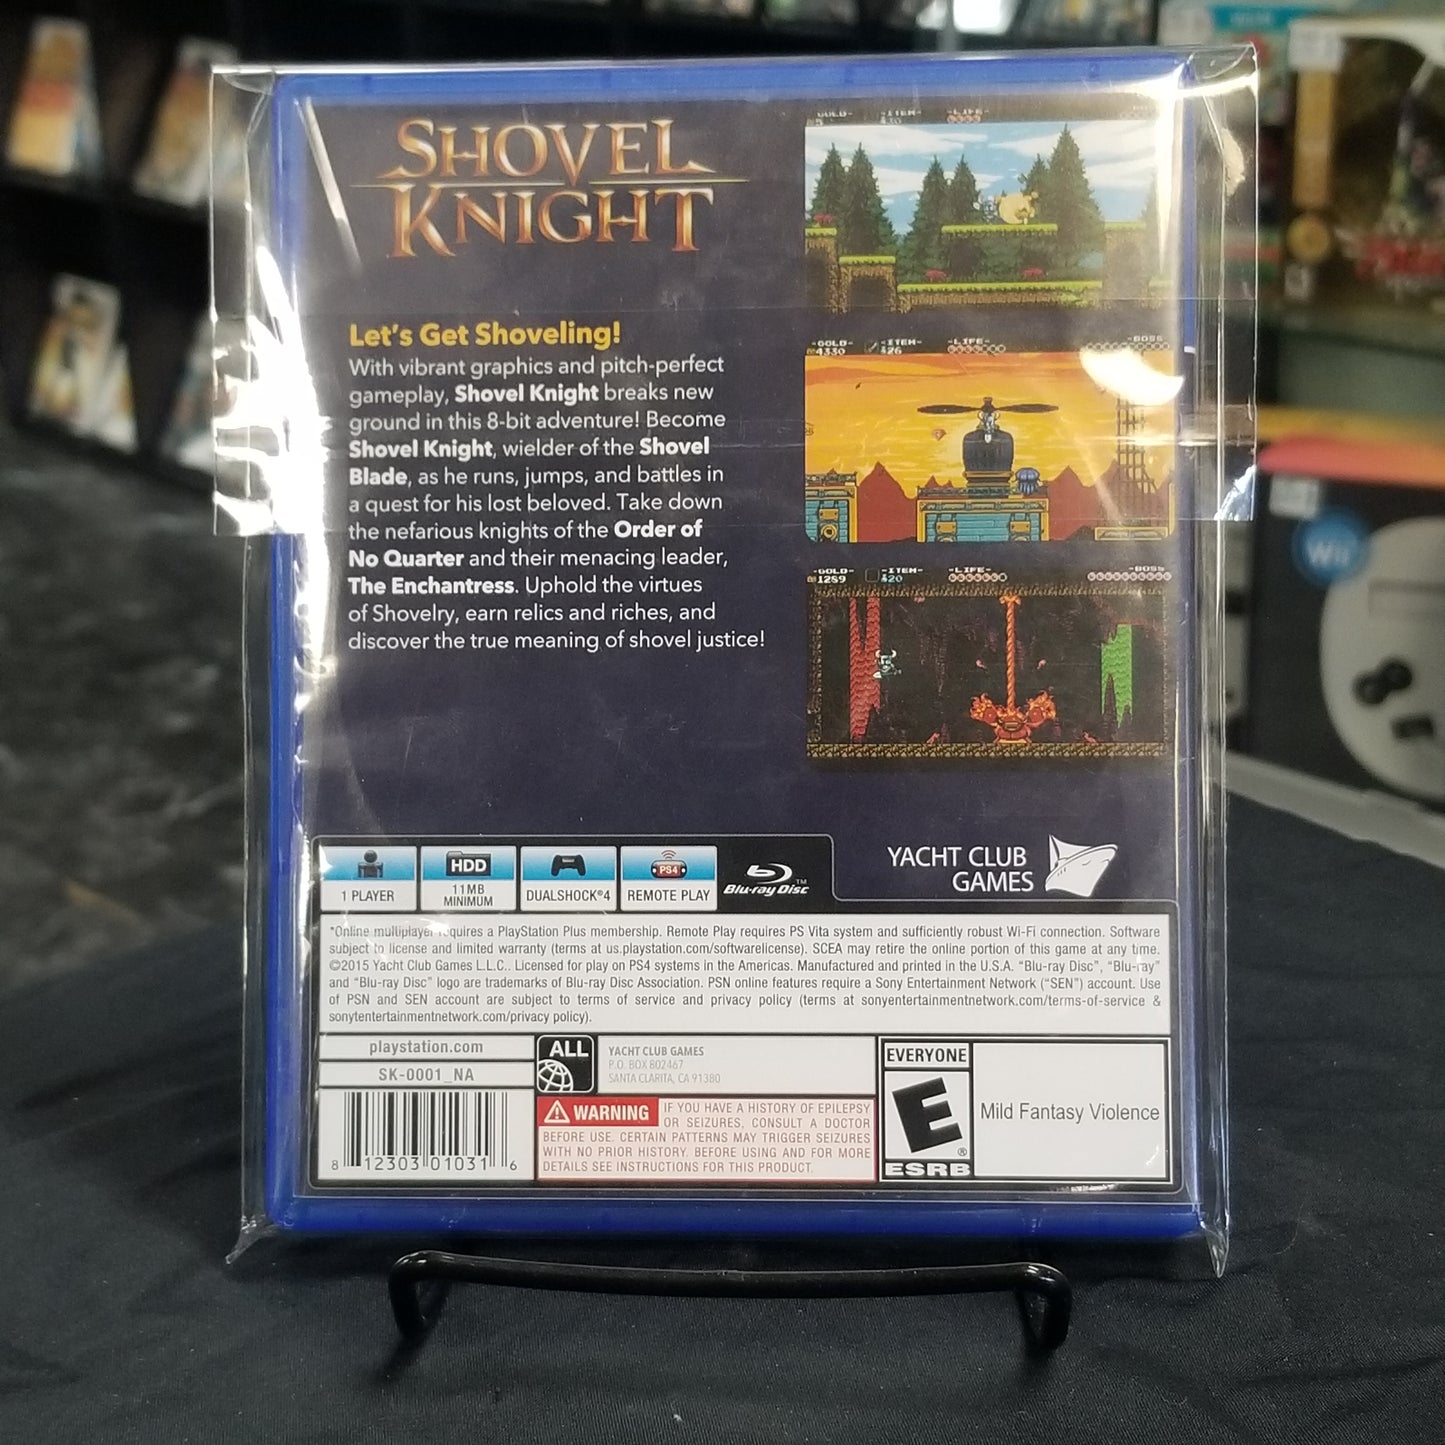 SHOVEL
KNIGHT
Let's Get Shoveling!
With vibrant graphics and pitch-perfect
gameplay, Shovel Knight breaks new
ground in this 8-bit adventure! Become
Shovel Knight, wielder of the Shovel
Blade, as he runs, jumps, and battles in
a quest for his lost beloved. Take down
the nefarious knights of the Order of
No Quarter and their menacing leader,
The Enchantress. Uphold the virtues
of Shovelry, earn relics and riches, and
discover the true meaning of shovel justice!
-GOLD- -ITEM- -LIFE-
-GOLD- -ITEM- -LIFE- -BOSS
4330 26
-GOLD- -ITEM- -LIFE- -BOSS
1289 20
YACHT CLUB
GAMES
1 PLAYER
HDD
11MB
MINIMUM
DUALSHOCK®4
PS4
REMOTE PLAY
Blu-ray Disc™
*Online multiplayer requires a PlayStation Plus membership. Remote Play requires PS Vita system and sufficiently robust Wi-Fi connection. Software
subject to license and limited warranty (terms at us.playstation.com/softwarelicense). SCEA may retire the online portion of this game at any time.
©2015 Yacht Club Games L.L.C.. Licensed for play on PS4 systems in the Americas. Manufactured and printed in the U.S.A. “Blu-ray Disc”, “Blu-ray”
and “Blu-ray Disc” logo are trademarks of Blu-ray Disc Association. PSN online features require a Sony Entertainment Network (“SEN”) account. Use
of PSN and SEN account are subject to terms of service and privacy policy (terms at sonyentertainmentnetwork.com/terms-of-service &
sonytentertainmentnetwork.com/privacy policy).
playstation.com
SK-0001_NA
8 12303 01031 6
ALL
YACHT CLUB GAMES
P.O. BOX 802467
SANTA CLARITA, CA 91380
WARNING IF YOU HAVE A HISTORY OF EPILEPSY
OR SEIZURES, CONSULT A DOCTOR
BEFORE USE. CERTAIN PATTERNS MAY TRIGGER SEIZURES
WITH NO PRIOR HISTORY. BEFORE USING AND FOR MORE
DETAILS SEE INSTRUCTIONS FOR THIS PRODUCT.
EVERYONE
E®
ESRB
Mild Fantasy Violence
Wii